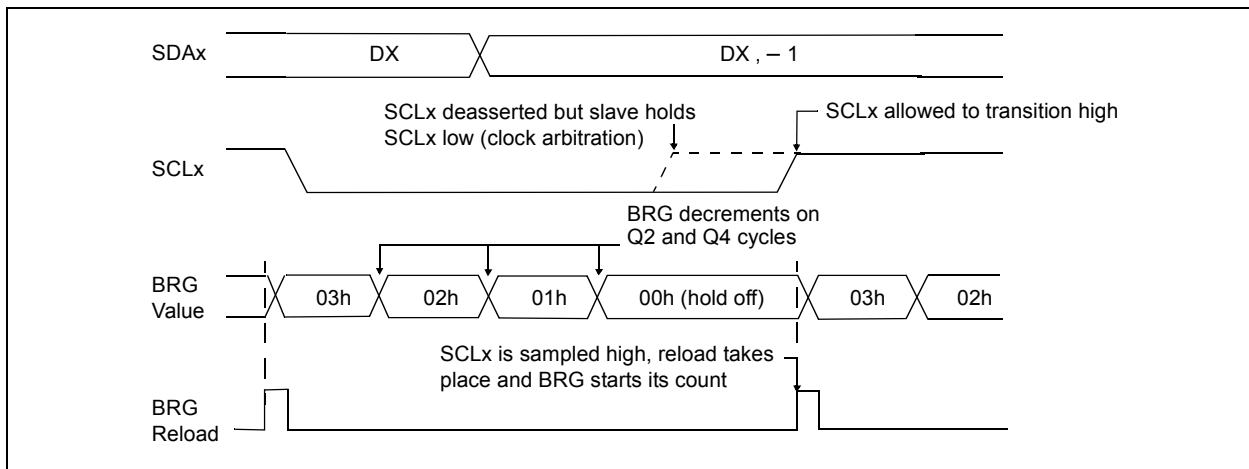 SDAx
DX
DX , – 1
SCLx deasserted but slave holds
SCLx low (clock arbitration)
SCLx allowed to transition high
SCLx
BRG decrements on
Q2 and Q4 cycles
BRG
Value
03h
02h
01h
00h (hold off)
03h
02h
SCLx is sampled high, reload takes
place and BRG starts its count
BRG
Reload